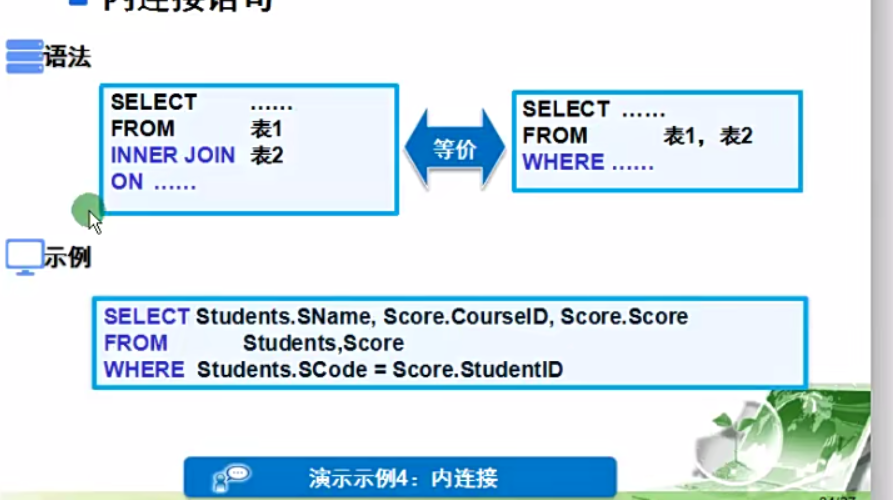 内连接语句
语法
SELECT ……
FROM 表1
INNER JOIN 表2
ON ……
等价
SELECT ……
FROM 表1，表2
WHERE ……
示例
SELECT Students.SName, Score.CourseID, Score.Score
FROM Students,Score
WHERE Students.SCode = Score.StudentID
演示示例4：内连接